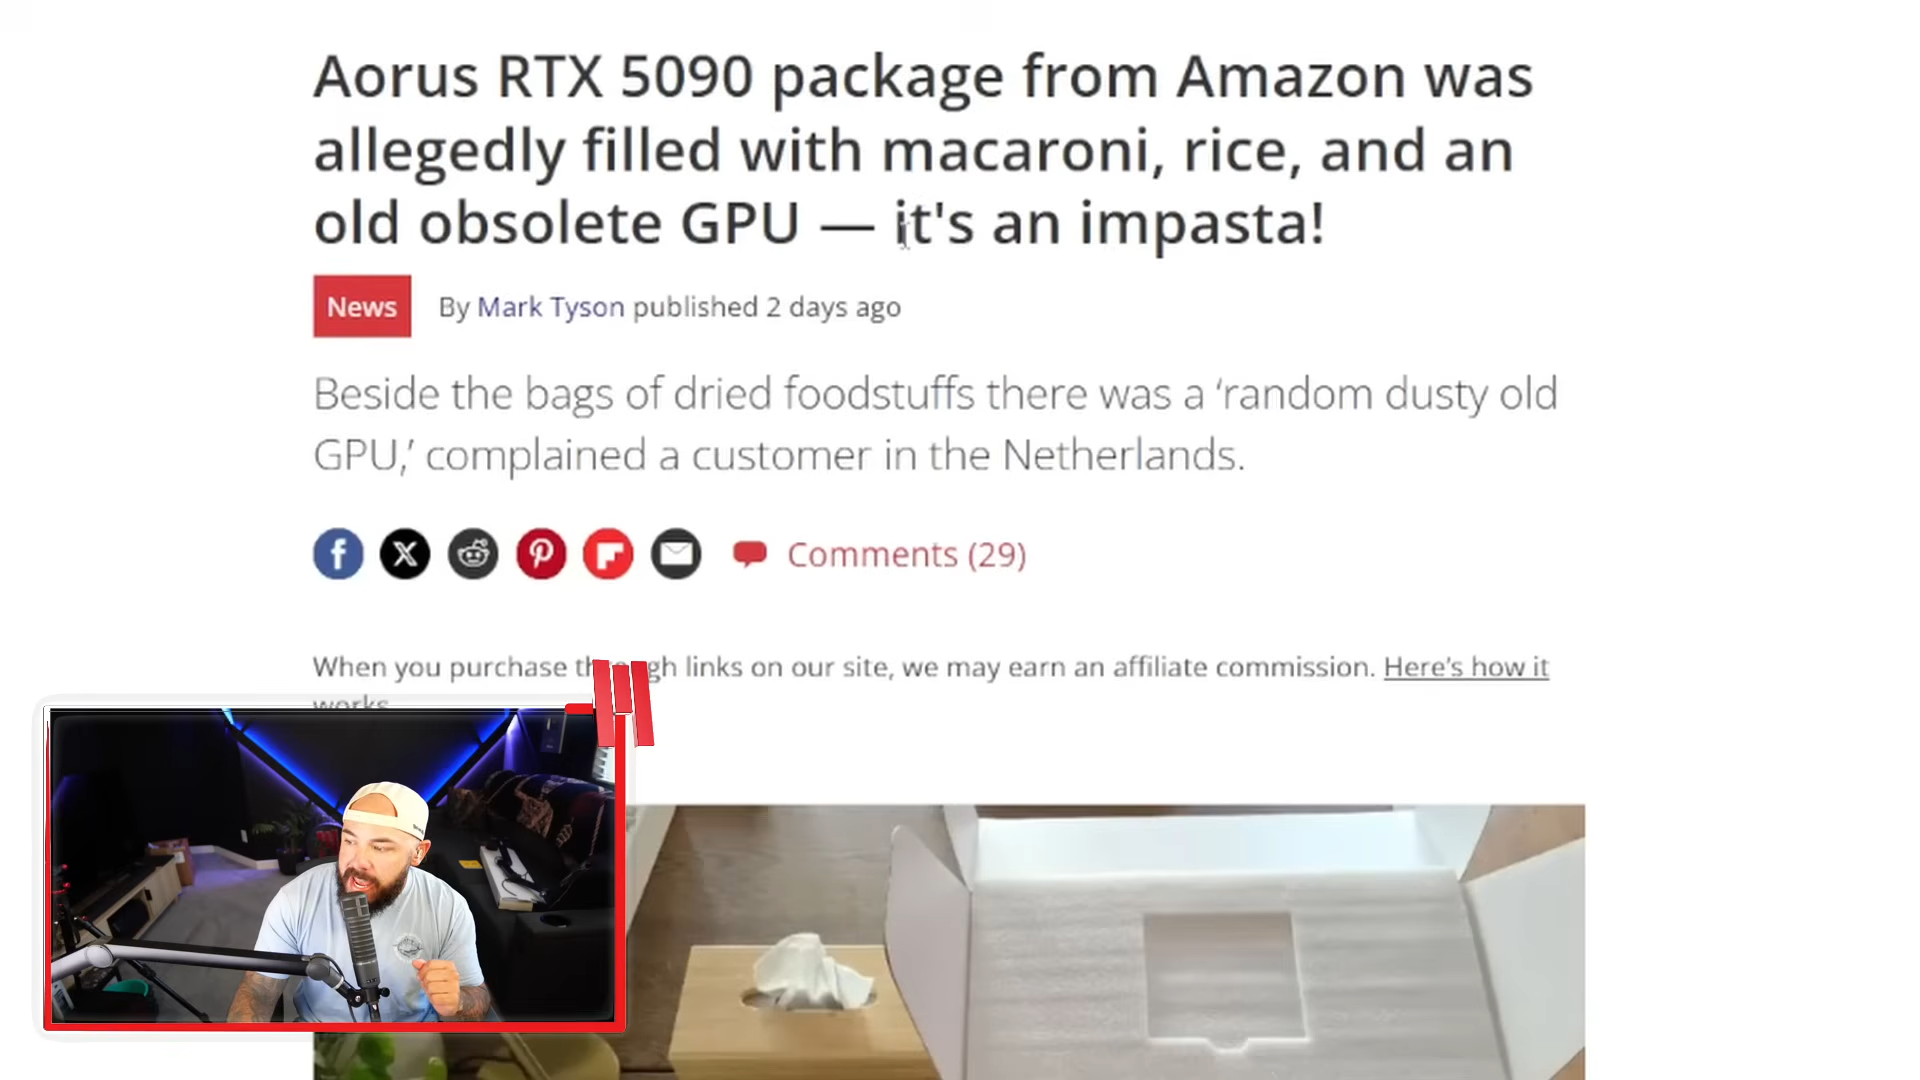 Aorus RTX 5090 package from Amazon was
allegedly filled with macaroni, rice, and an
old obsolete GPU — it's an impasta!
News By Mark Tyson published 2 days ago
Beside the bags of dried foodstuffs there was a ‘random dusty old
GPU,’ complained a customer in the Netherlands.
Comments (29)
When you purchase through links on our site, we may earn an affiliate commission. Here's how it
works